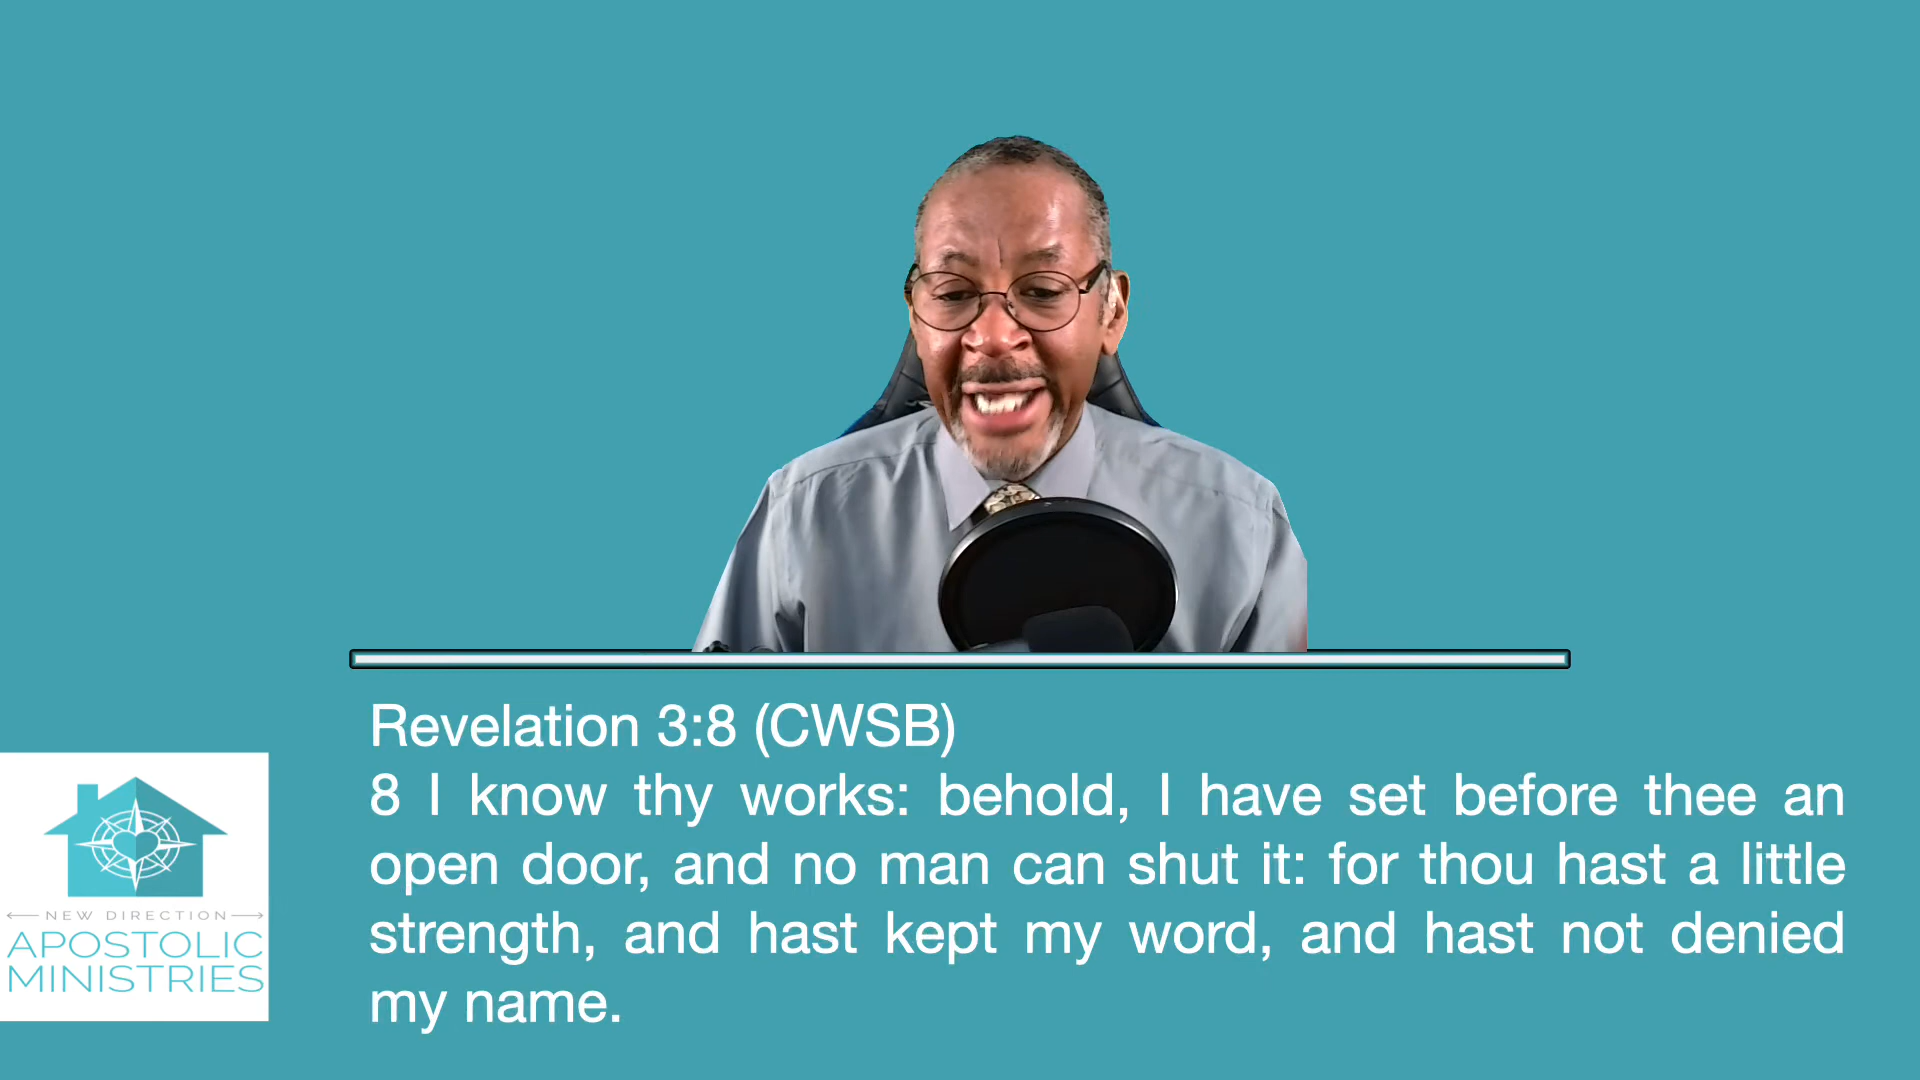 Revelation 3:8 (CWSB)
8 I know thy works: behold, I have set before thee an
open door, and no man can shut it: for thou hast a little
strength, and hast kept my word, and hast not denied
my name.
NEW DIRECTION
APOSTOLIC
MINISTRIES